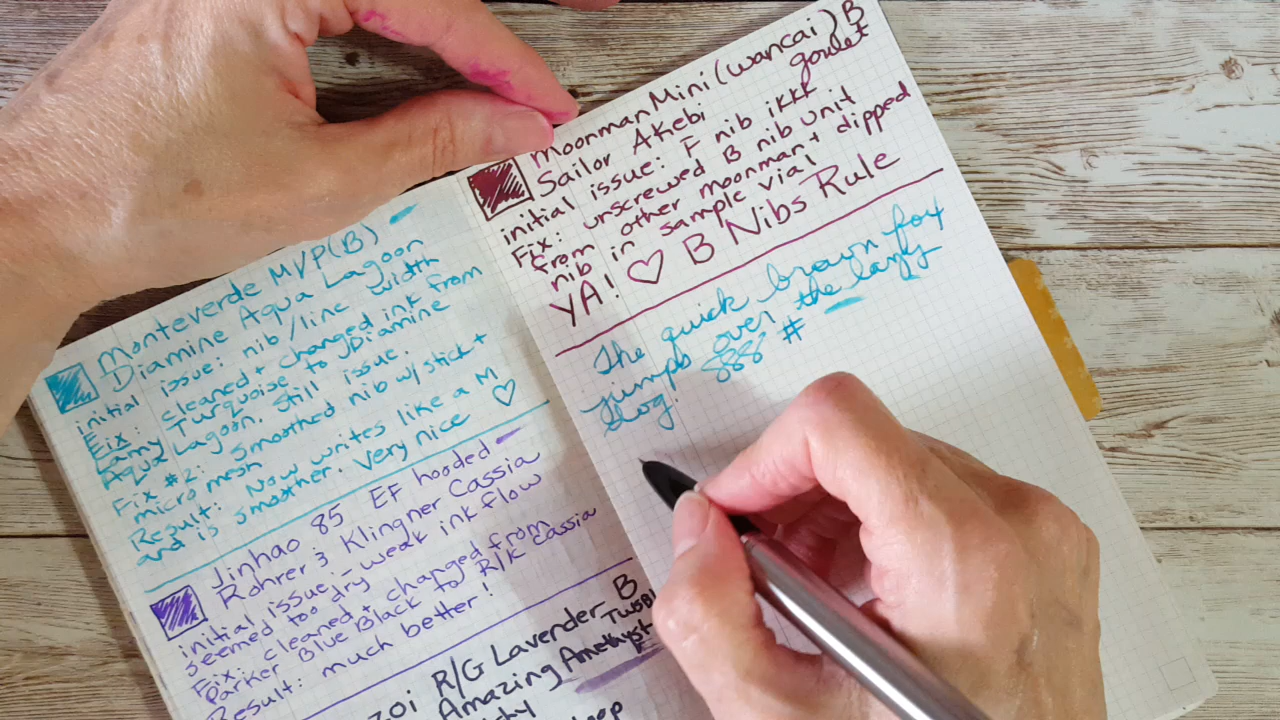 Monteverde MVP(B)
Diamine Aqua Lagoon
initial issue: nib/line width
Fix: cleaned + changed ink from
Lamy Turquoise to Diamine
Aqua Lagoon. Still issue.
Fix #2: Smoothed nib w/ stick +
micro mesh
Result: Now writes like a M
and is smoother. Very nice ♡
Jinhao 85 EF hooded
Rohrer & Klingner Cassia
initial issue - weak ink flow
seemed too dry
Fix: cleaned + changed from
Parker Blue Black to R/K Cassia
Result: much better!
R/G Lavender B
TWSBI
Amazing Amethyst
Moonman Mini (wancai) B
goulet
Sailor Akebi
initial issue: F nib ikkk
Fix: unscrewed B nib unit
from other moonman + dipped
nib in sample vial
YA! ♡ B Nibs Rule
The quick brown fox
jumps over the lazy
dog. 888 #